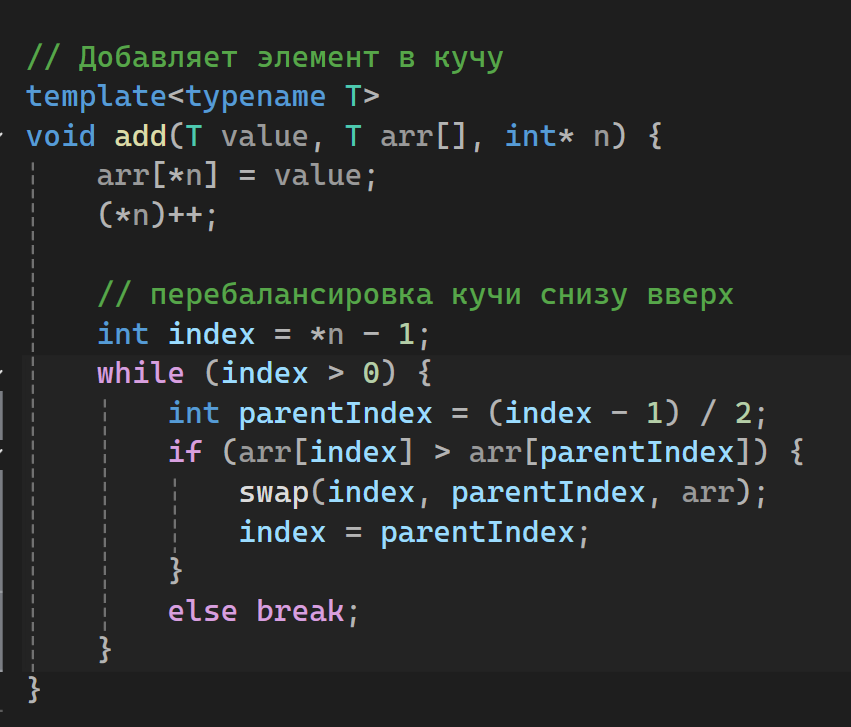 // Добавляет элемент в кучу
template<typename T>
void add(T value, T arr[], int* n) {
    arr[*n] = value;
    (*n)++;

    // перебалансировка кучи снизу вверх
    int index = *n - 1;
    while (index > 0) {
        int parentIndex = (index - 1) / 2;
        if (arr[index] > arr[parentIndex]) {
            swap(index, parentIndex, arr);
            index = parentIndex;
        }
        else break;
    }
}